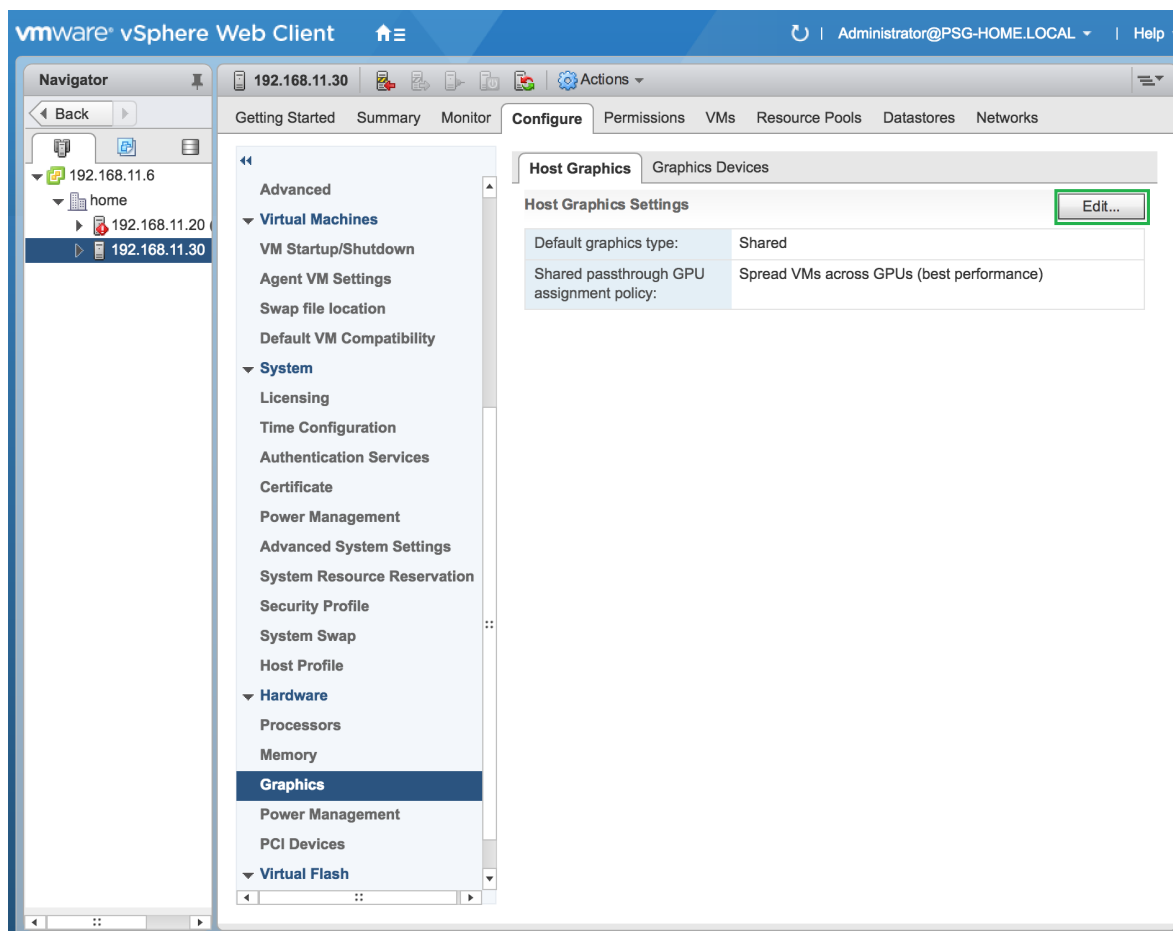 vmware® vSphere Web Client
Administrator@PSG-HOME.LOCAL
Help
Navigator
192.168.11.30
Actions
Back
Getting Started
Summary
Monitor
Configure
Permissions
VMs
Resource Pools
Datastores
Networks
192.168.11.6
home
192.168.11.20 (
192.168.11.30
Advanced
Virtual Machines
VM Startup/Shutdown
Agent VM Settings
Swap file location
Default VM Compatibility
System
Licensing
Time Configuration
Authentication Services
Certificate
Power Management
Advanced System Settings
System Resource Reservation
Security Profile
System Swap
Host Profile
Hardware
Processors
Memory
Graphics
Power Management
PCI Devices
Virtual Flash
Host Graphics
Graphics Devices
Host Graphics Settings
Edit...
Default graphics type:
Shared
Shared passthrough GPU
assignment policy:
Spread VMs across GPUs (best performance)